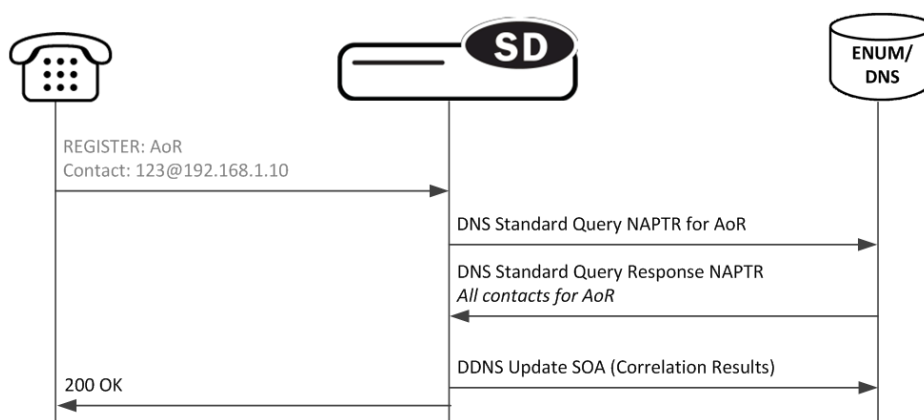 SD
ENUM/
DNS
REGISTER: AoR
Contact: 123@192.168.1.10
DNS Standard Query NAPTR for AoR
DNS Standard Query Response NAPTR
All contacts for AoR
DDNS Update SOA (Correlation Results)
200 OK